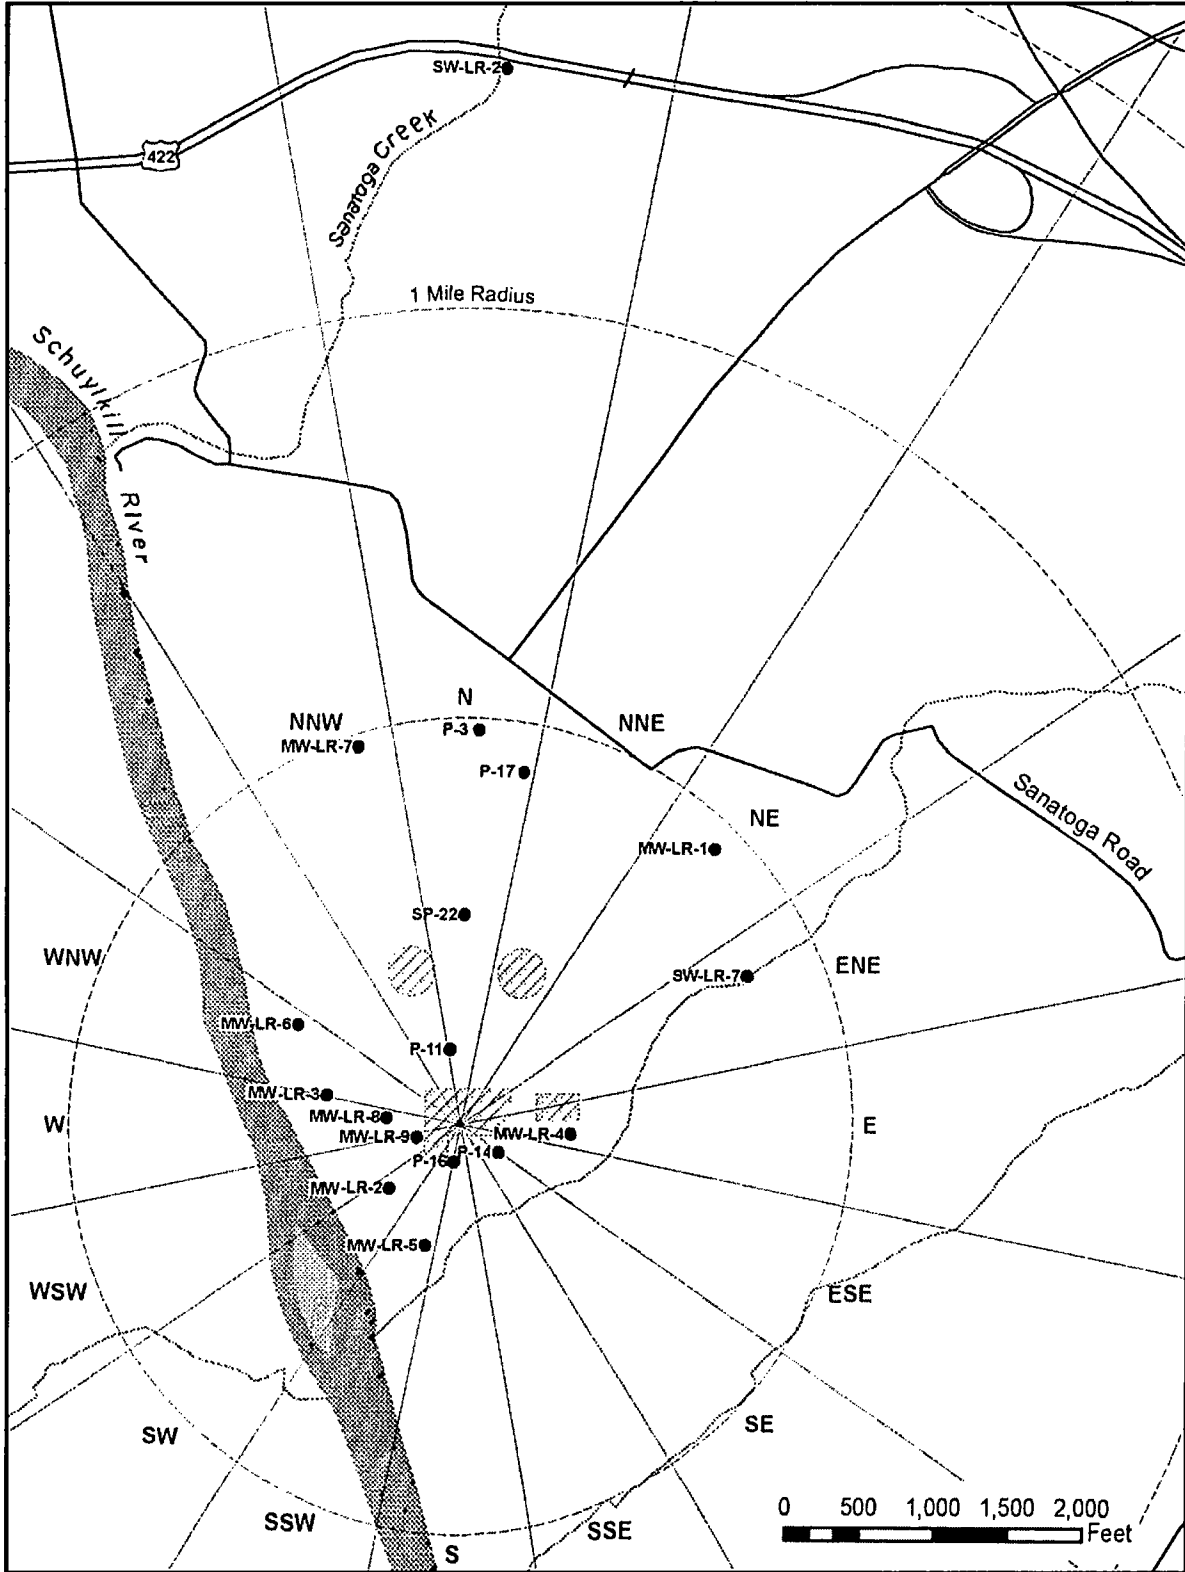 SW-LR-2
422
Sanatoga Creek
1 Mile Radius
Schuylkill
River
N
NNW
NNE
P-3
MW-LR-7
P-17
NE
Sanatoga Road
MW-LR-1
SP-22
WNW
ENE
SW-LR-7
MW-LR-6
P-11
MW-LR-3
MW-LR-8
W
E
MW-LR-9
MW-LR-4
P-14
P-16
MW-LR-2
MW-LR-5
WSW
ESE
SW
SE
SSW
SSE
S
0 500 1,000 1,500 2,000
Feet